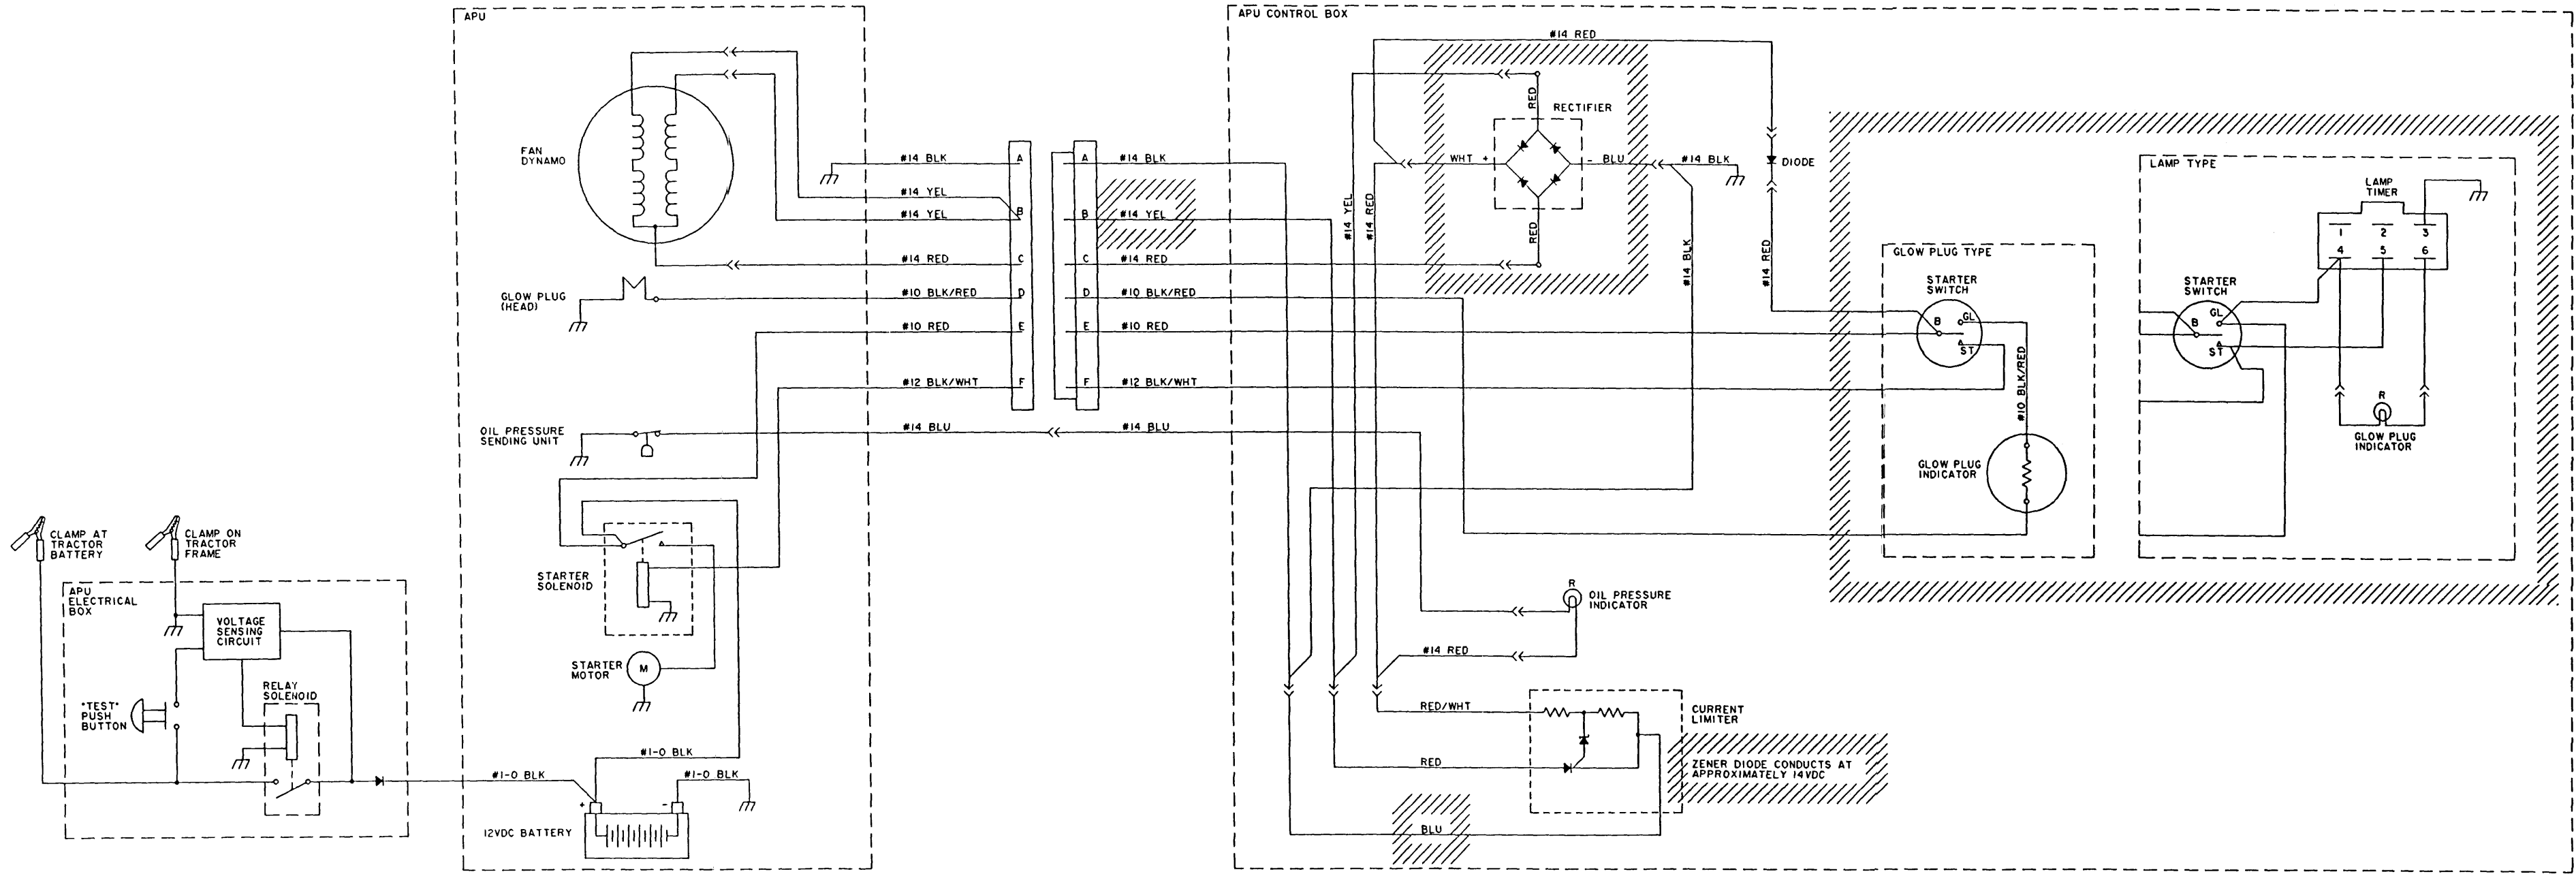 APU
FAN
DYNAMO
GLOW PLUG
(HEAD)
OIL PRESSURE
SENDING UNIT
STARTER
SOLENOID
STARTER
MOTOR
M
#1-0 BLK
#1-0 BLK
#1-0 BLK
+
-
12VDC BATTERY
CLAMP AT
TRACTOR
BATTERY
CLAMP ON
TRACTOR
FRAME
APU
ELECTRICAL
BOX
VOLTAGE
SENSING
CIRCUIT
"TEST"
PUSH
BUTTON
RELAY
SOLENOID
#14 BLK
#14 YEL
#14 YEL
#14 RED
#10 BLK/RED
#10 RED
#12 BLK/WHT
#14 BLU
A
B
C
D
E
F
A
B
C
D
E
F
#14 BLK
#14 YEL
#14 RED
#10 BLK/RED
#10 RED
#12 BLK/WHT
#14 BLU
APU CONTROL BOX
#14 RED
RED
RECTIFIER
WHT
+
-
BLU
#14 BLK
RED
#14 YEL
#14 RED
#14 BLK
#14 RED
DIODE
GLOW PLUG TYPE
STARTER
SWITCH
B
GL
ST
#10 BLK/RED
GLOW PLUG
INDICATOR
LAMP TYPE
LAMP
TIMER
1
2
3
4
5
6
STARTER
SWITCH
B
GL
ST
R
GLOW PLUG
INDICATOR
R
OIL PRESSURE
INDICATOR
#14 RED
RED/WHT
CURRENT
LIMITER
RED
ZENER DIODE CONDUCTS AT
APPROXIMATELY 14VDC
BLU